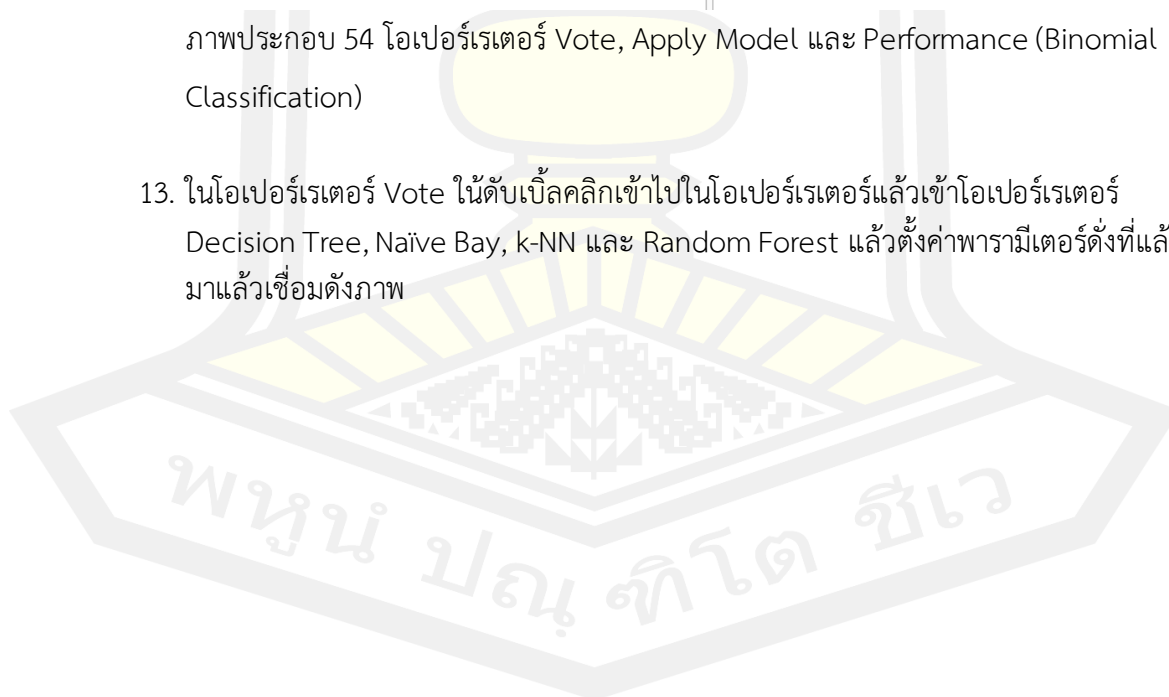 ภาพประกอบ 54 โอเปอร์เรเตอร์ Vote, Apply Model และ Performance (Binomial
Classification)
13. ในโอเปอร์เรเตอร์ Vote ใน้ดับเบิ้ลคลิกเข้าไปในโอเปอร์เรเตอร์แล้วเข้าโอเปอร์เรเตอร์
Decision Tree, Naïve Bay, k-NN และ Random Forest แล้วตั้งค่าพารามีเตอร์ดั่งที่แล้
มาแล้วเชื่อมดังภาพ
พหูนํ ปณฺฑิโต ชีเว